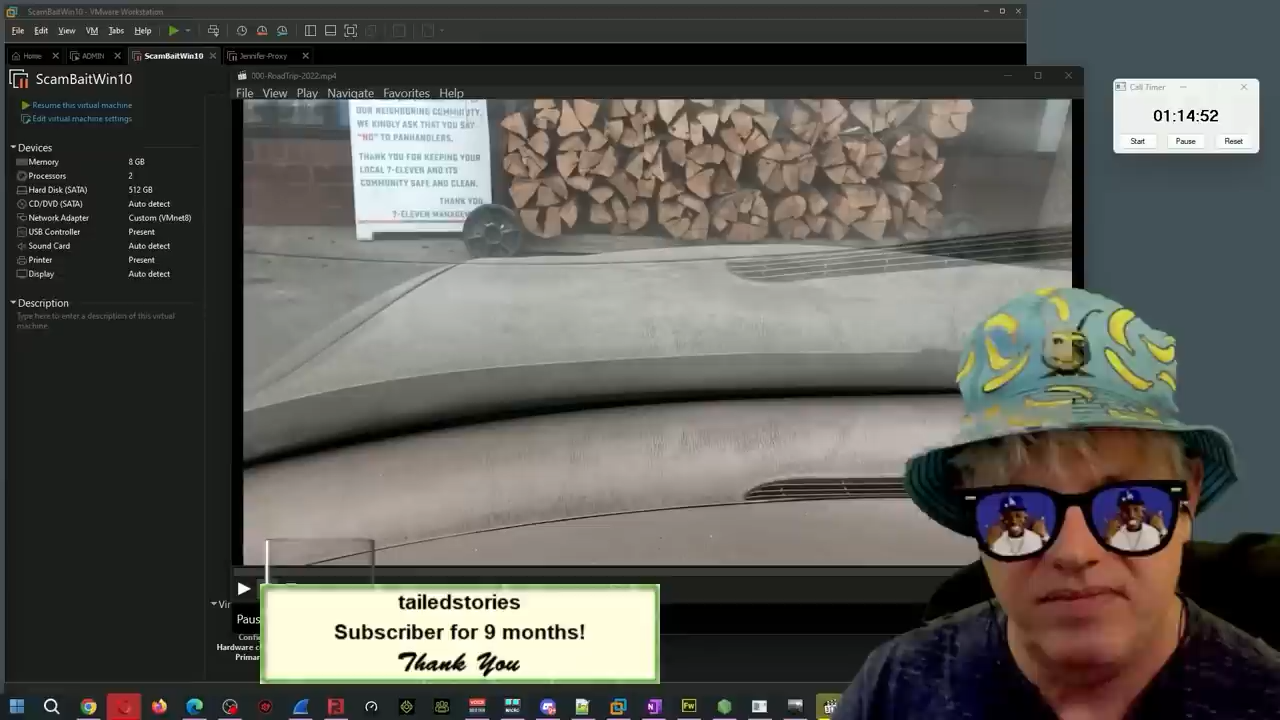 ScamBaitWin10 - VMware Workstation
File Edit View VM Tabs Help
Home ADMIN ScamBaitWin10 Jennifer-Proxy
ScamBaitWin10
Resume this virtual machine
Edit virtual machine settings
Devices
Memory 8 GB
Processors 2
Hard Disk (SATA) 512 GB
CD/DVD (SATA) Auto detect
Network Adapter Custom (VMnet8)
USB Controller Present
Sound Card Auto detect
Printer Present
Display Auto detect
Description
Type here to enter a description of this virtual
machine.
000-RoadTrip-2022.mp4
File View Play Navigate Favorites Help
OUR NEIGHBORING COMMUNITY,
WE KINDLY ASK THAT YOU SAY
"NO" TO PANHANDLERS.
THANK YOU FOR KEEPING YOUR
LOCAL 7-ELEVEN AND ITS
COMMUNITY SAFE AND CLEAN.
THANK YOU
7-ELEVEN
Call Timer
01:14:52
Start Pause Reset
tailedstories
Subscriber for 9 months!
Thank You